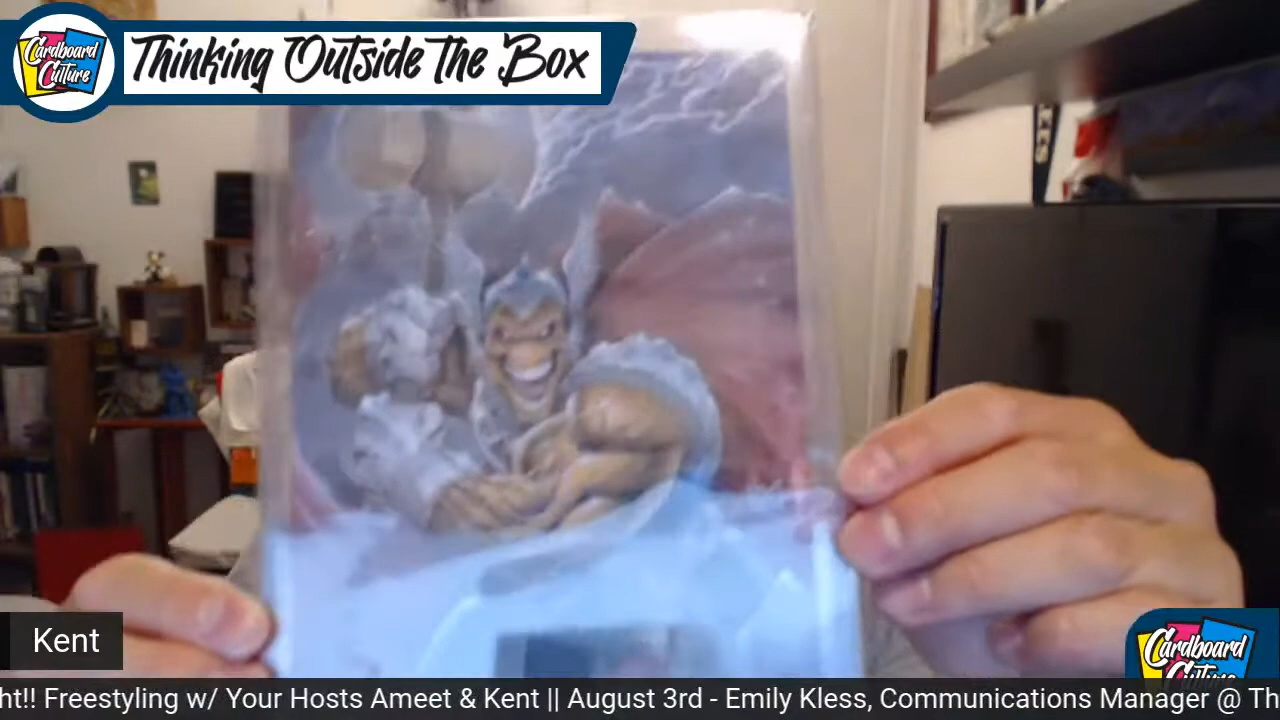 Cardboard
Culture
Thinking Outside The Box
Kent
Cardboard
Culture
ht!! Freestyling w/ Your Hosts Ameet & Kent || August 3rd - Emily Kless, Communications Manager @ Th